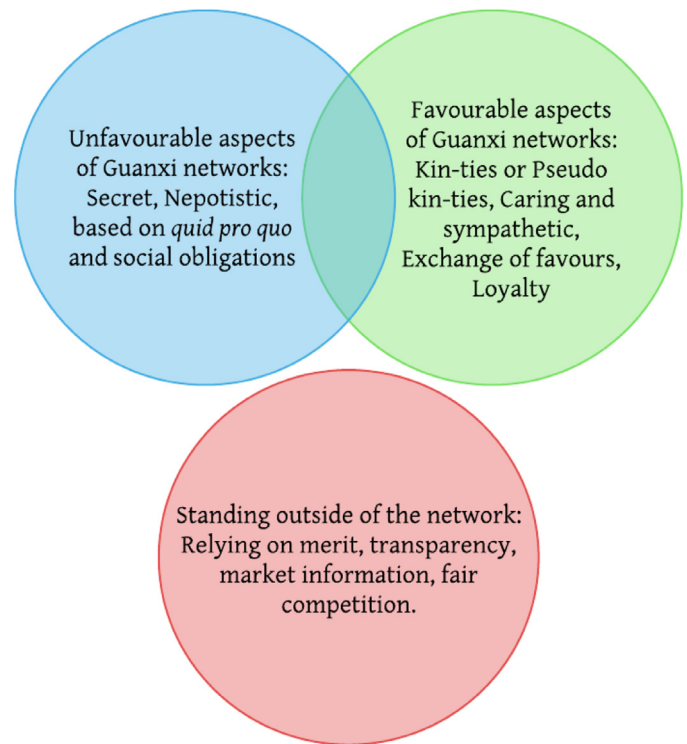 Unfavourable aspects
of Guanxi networks:
Secret, Nepotistic,
based on quid pro quo
and social obligations
Favourable aspects
of Guanxi networks:
Kin-ties or Pseudo
kin-ties, Caring and
sympathetic,
Exchange of favours,
Loyalty
Standing outside of the network:
Relying on merit, transparency,
market information, fair
competition.